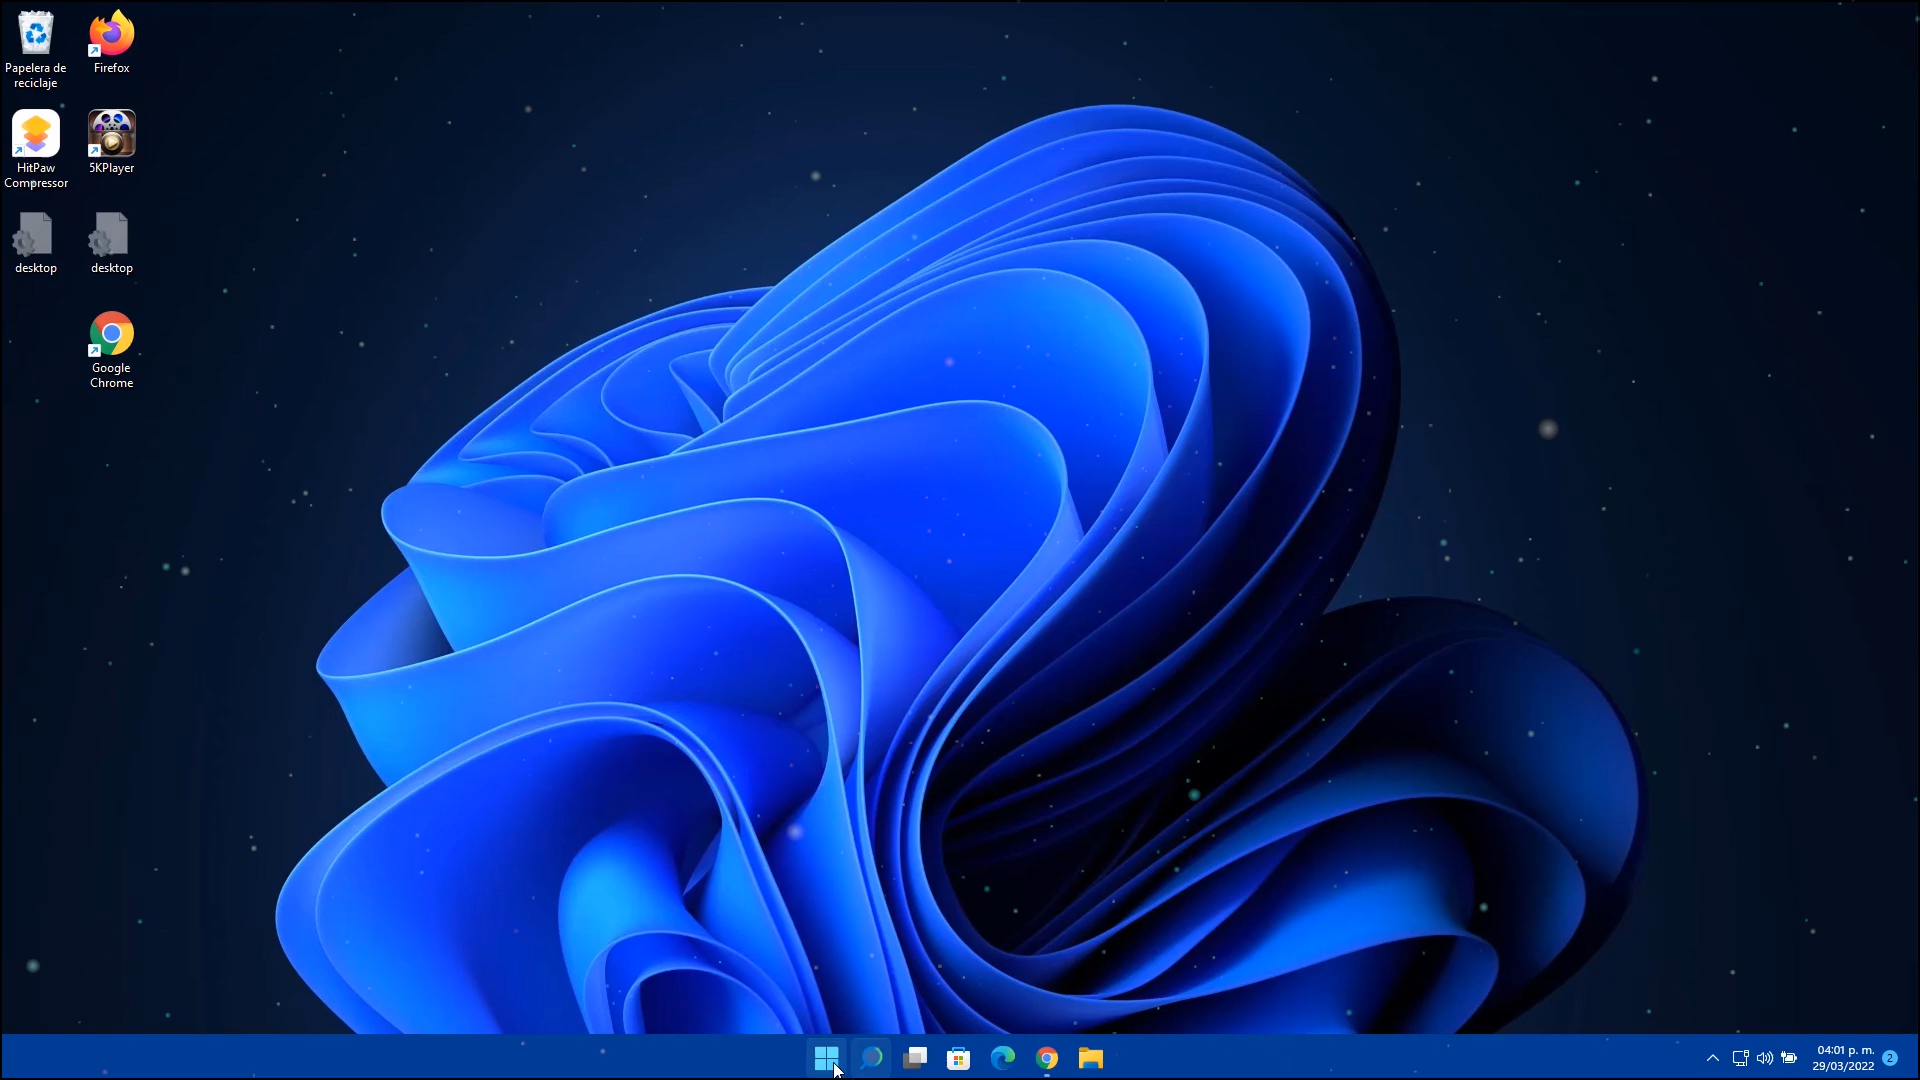 Papelera de
reciclaje
Firefox
HitPaw
Compressor
5KPlayer
desktop
desktop
Google
Chrome
04:01 p. m.
29/03/2022
2